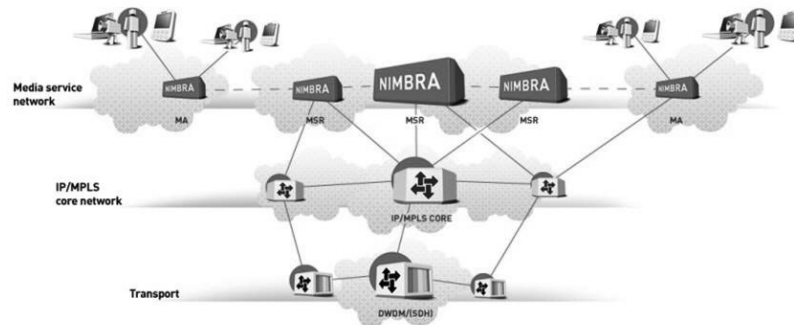 NIMBRA
NIMBRA
NIMBRA
NIMBRA
NIMBRA
Media service
network
MA
MSR
MSR
MSR
MA
IP/MPLS
core network
IP/MPLS CORE
Transport
DWDM/(SDH)